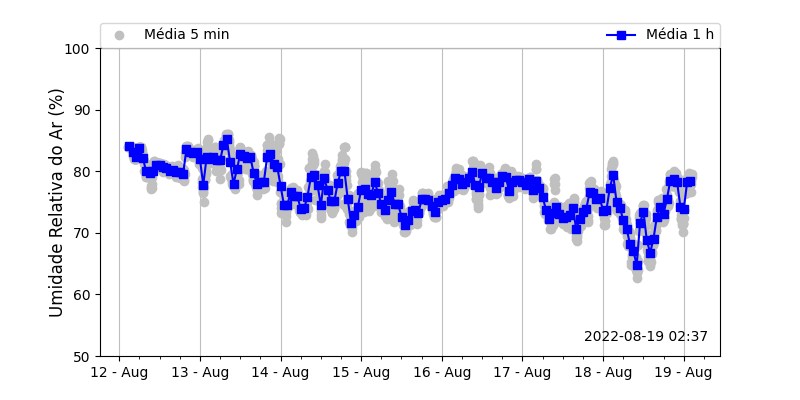 Média 5 min
Média 1 h
100
90
80
70
60
50
Umidade Relativa do Ar (%)
2022-08-19 02:37
12 - Aug
13 - Aug
14 - Aug
15 - Aug
16 - Aug
17 - Aug
18 - Aug
19 - Aug